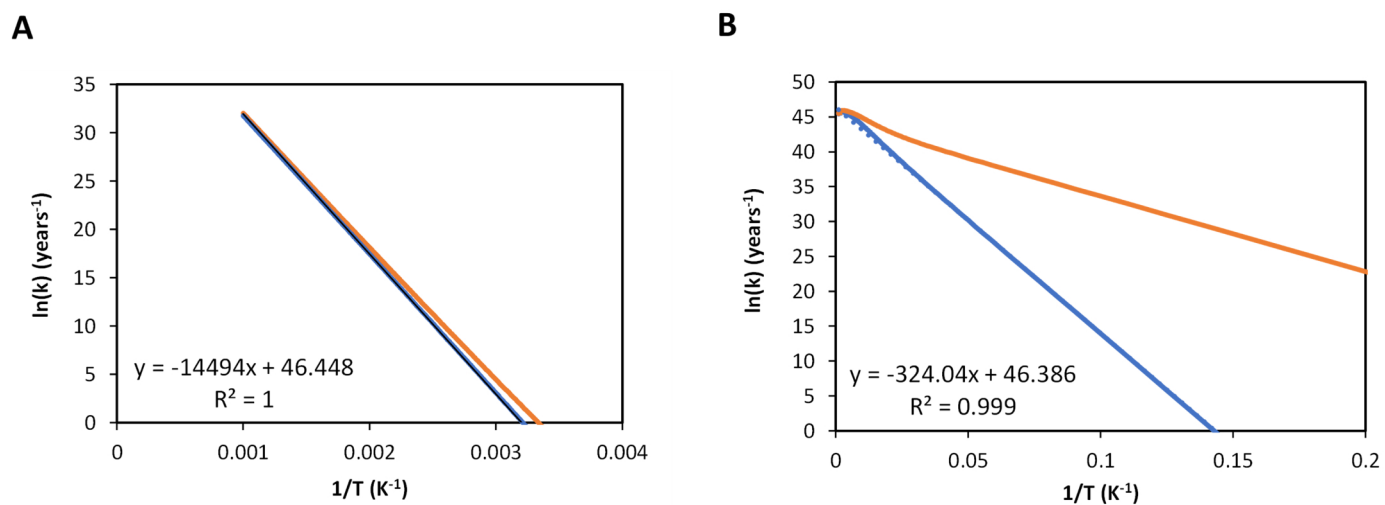 A
35
30
25
20
15
10
5
0
ln(k) (years⁻¹)
y = -14494x + 46.448
R² = 1
0 0.001 0.002 0.003 0.004
1/T (K⁻¹)
B
50
45
40
35
30
25
20
15
10
5
0
ln(k) (years⁻¹)
y = -324.04x + 46.386
R² = 0.999
0 0.05 0.1 0.15 0.2
1/T (K⁻¹)